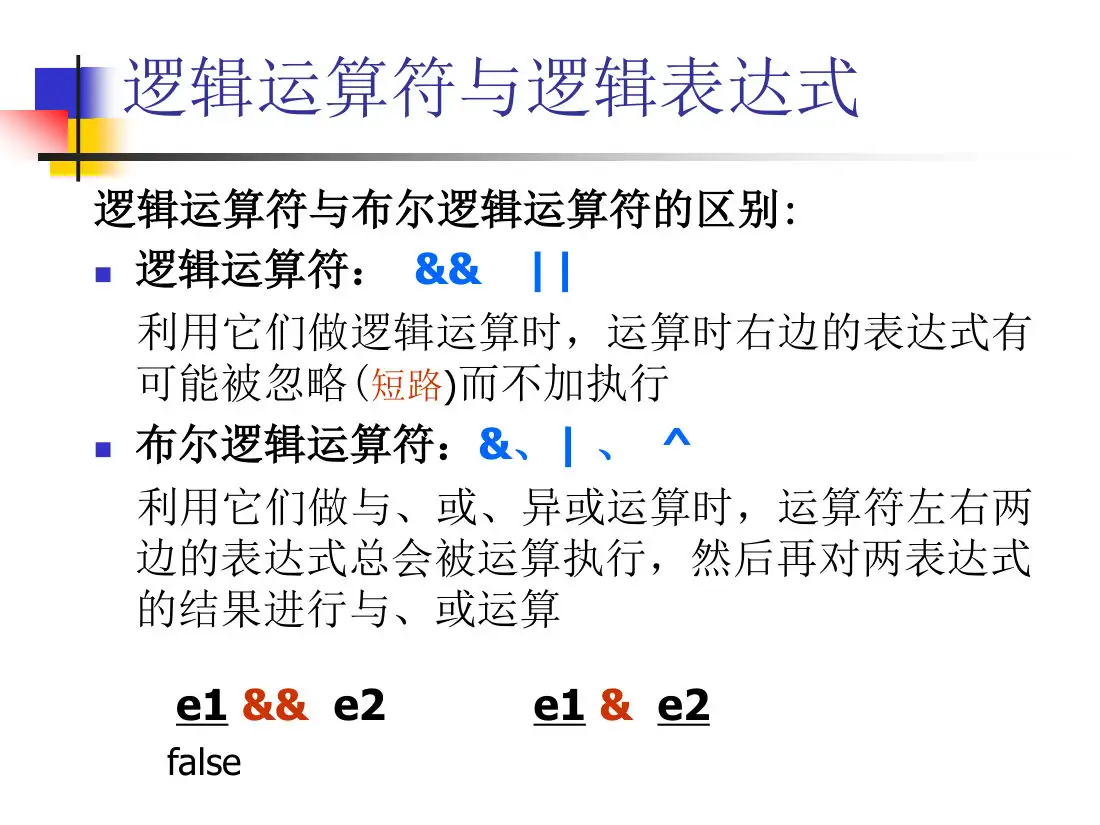 逻辑运算符与逻辑表达式
逻辑运算符与布尔逻辑运算符的区别:
逻辑运算符： && ||
利用它们做逻辑运算时，运算时右边的表达式有
可能被忽略(短路)而不加执行
布尔逻辑运算符：&、| 、 ^
利用它们做与、或、异或运算时，运算符左右两
边的表达式总会被运算执行，然后再对两表达式
的结果进行与、或运算
e1 && e2 e1 & e2
false